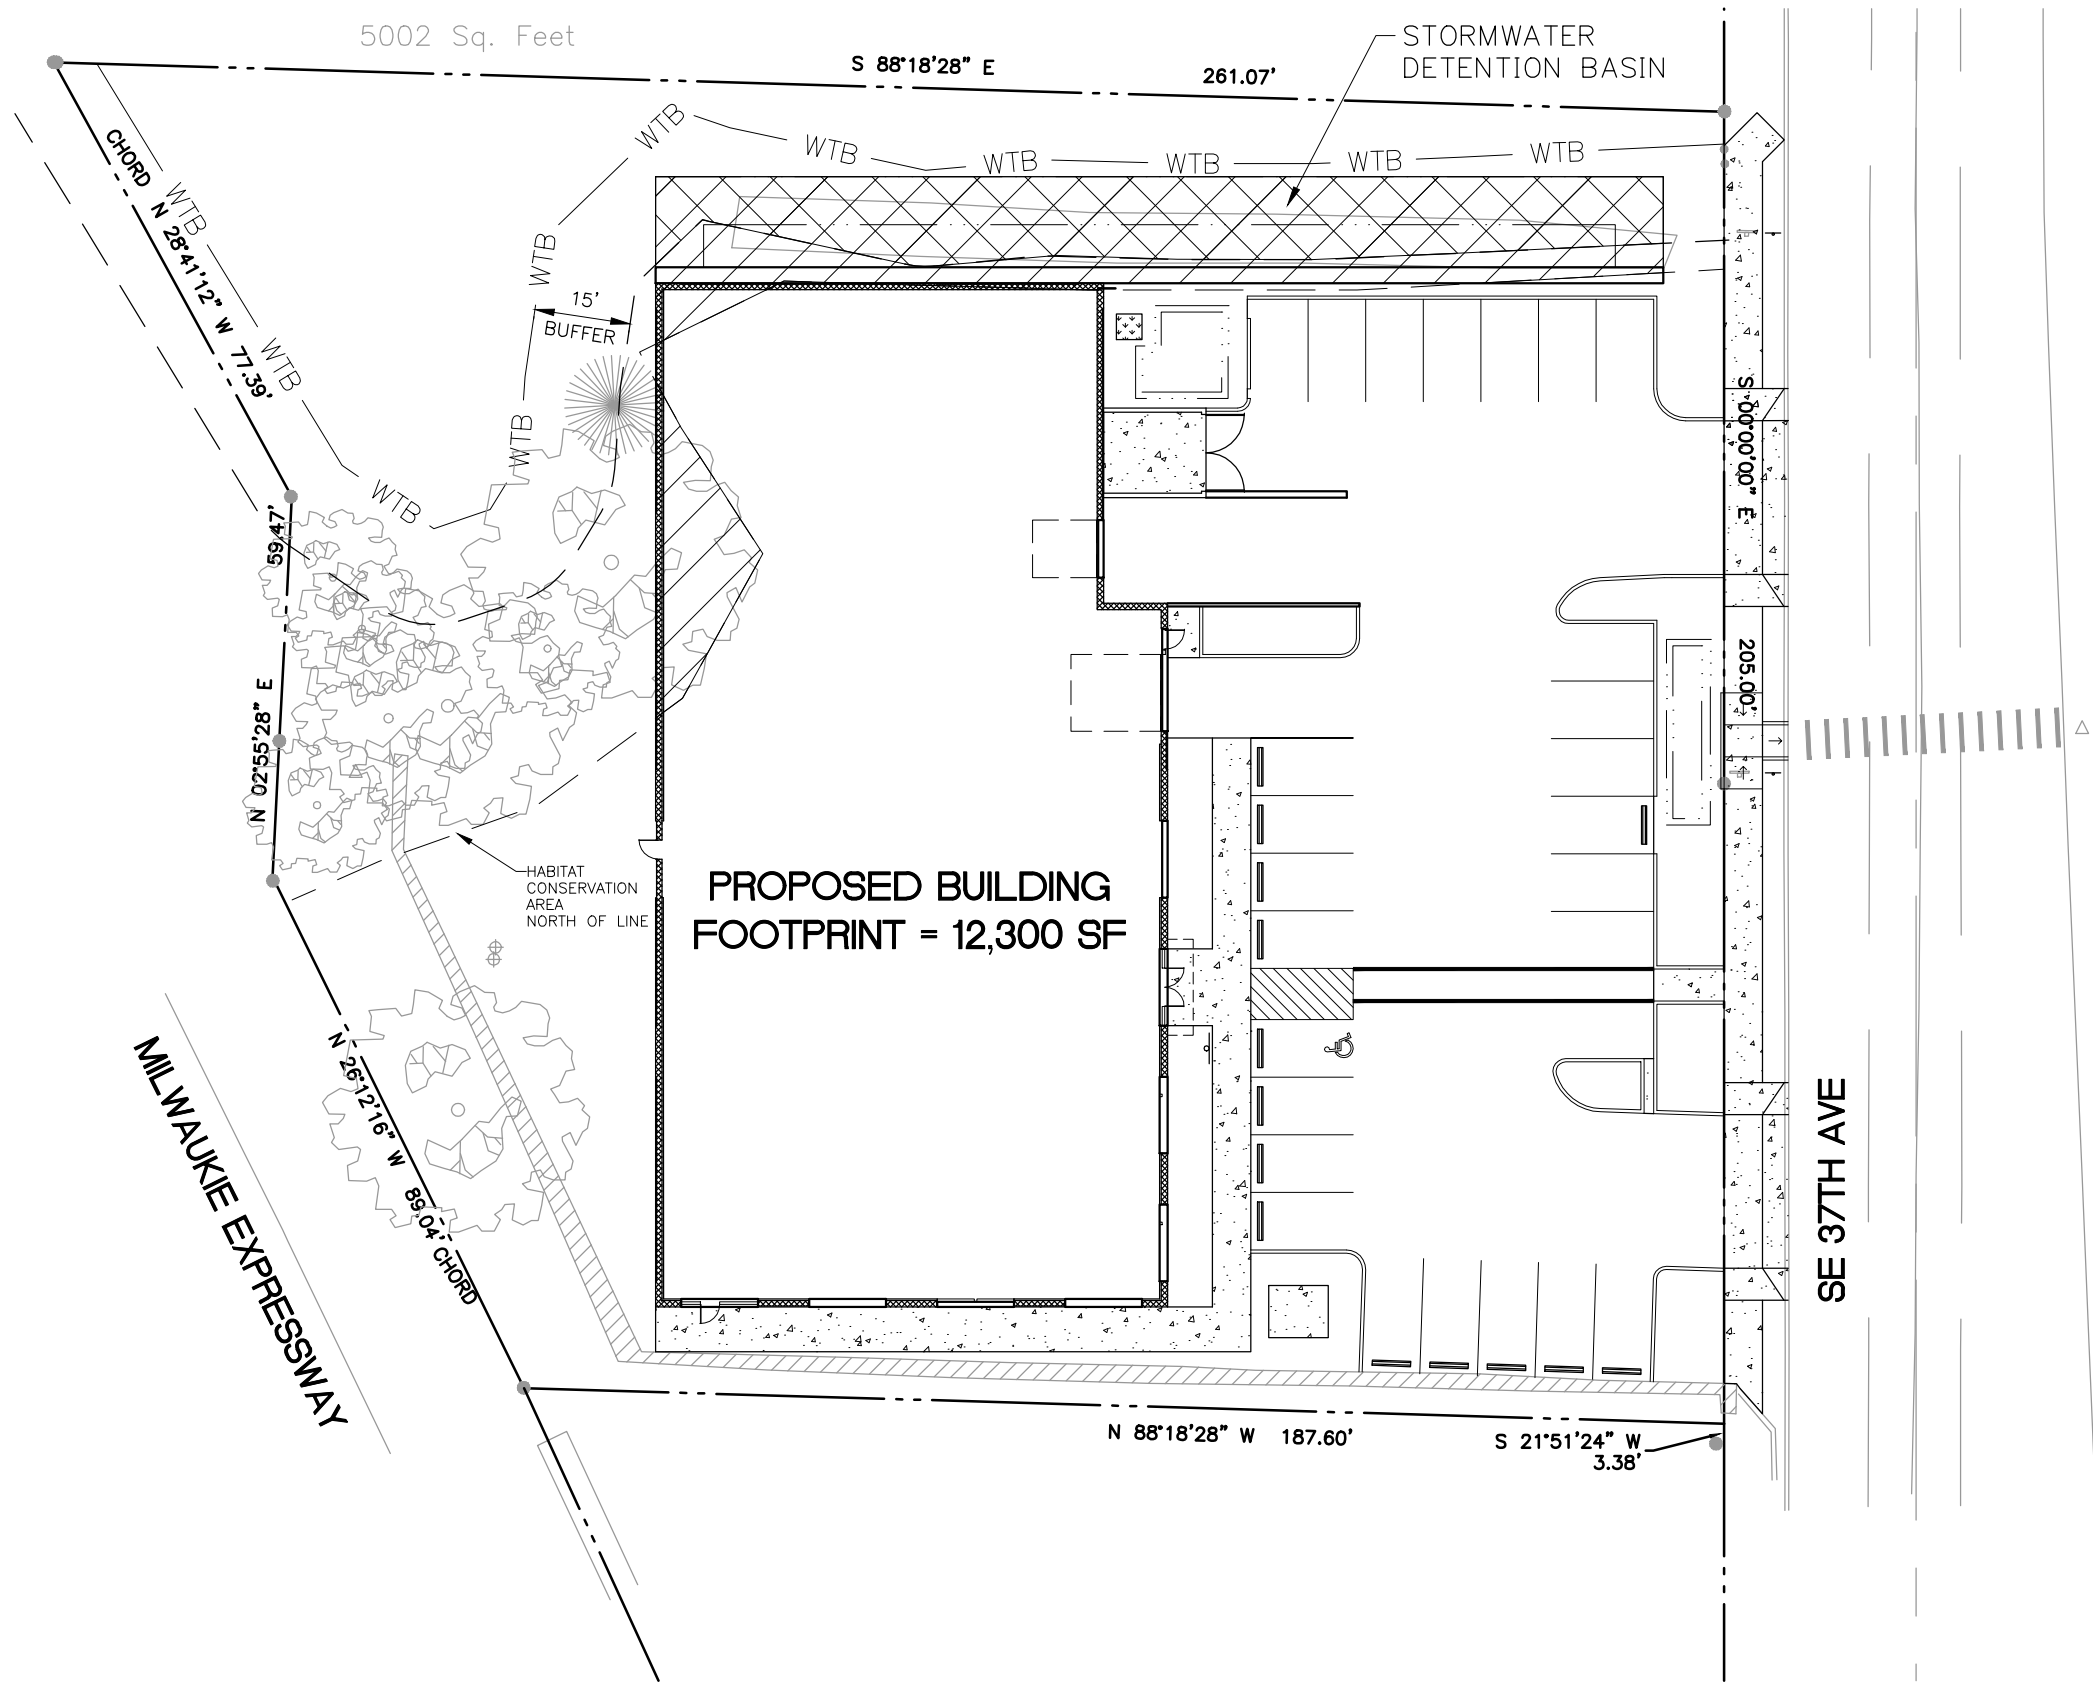 5002 Sq. Feet
STORMWATER
DETENTION BASIN
S 88°18'28" E
261.07'
WTB
WTB
WTB
WTB
WTB
WTB
CHORD
N 28°41'12" W 77.39'
WTB
WTB
WTB
WTB
WTB
15'
BUFFER
59.47'
N 02°55'28" E
S 00°00'00" E
205.00'
HABITAT
CONSERVATION
AREA
NORTH OF LINE
PROPOSED BUILDING
FOOTPRINT = 12,300 SF
N 26°12'16" W
89.04' CHORD
MILWAUKIE EXPRESSWAY
SE 37TH AVE
N 88°18'28" W 187.60'
S 21°51'24" W
3.38'